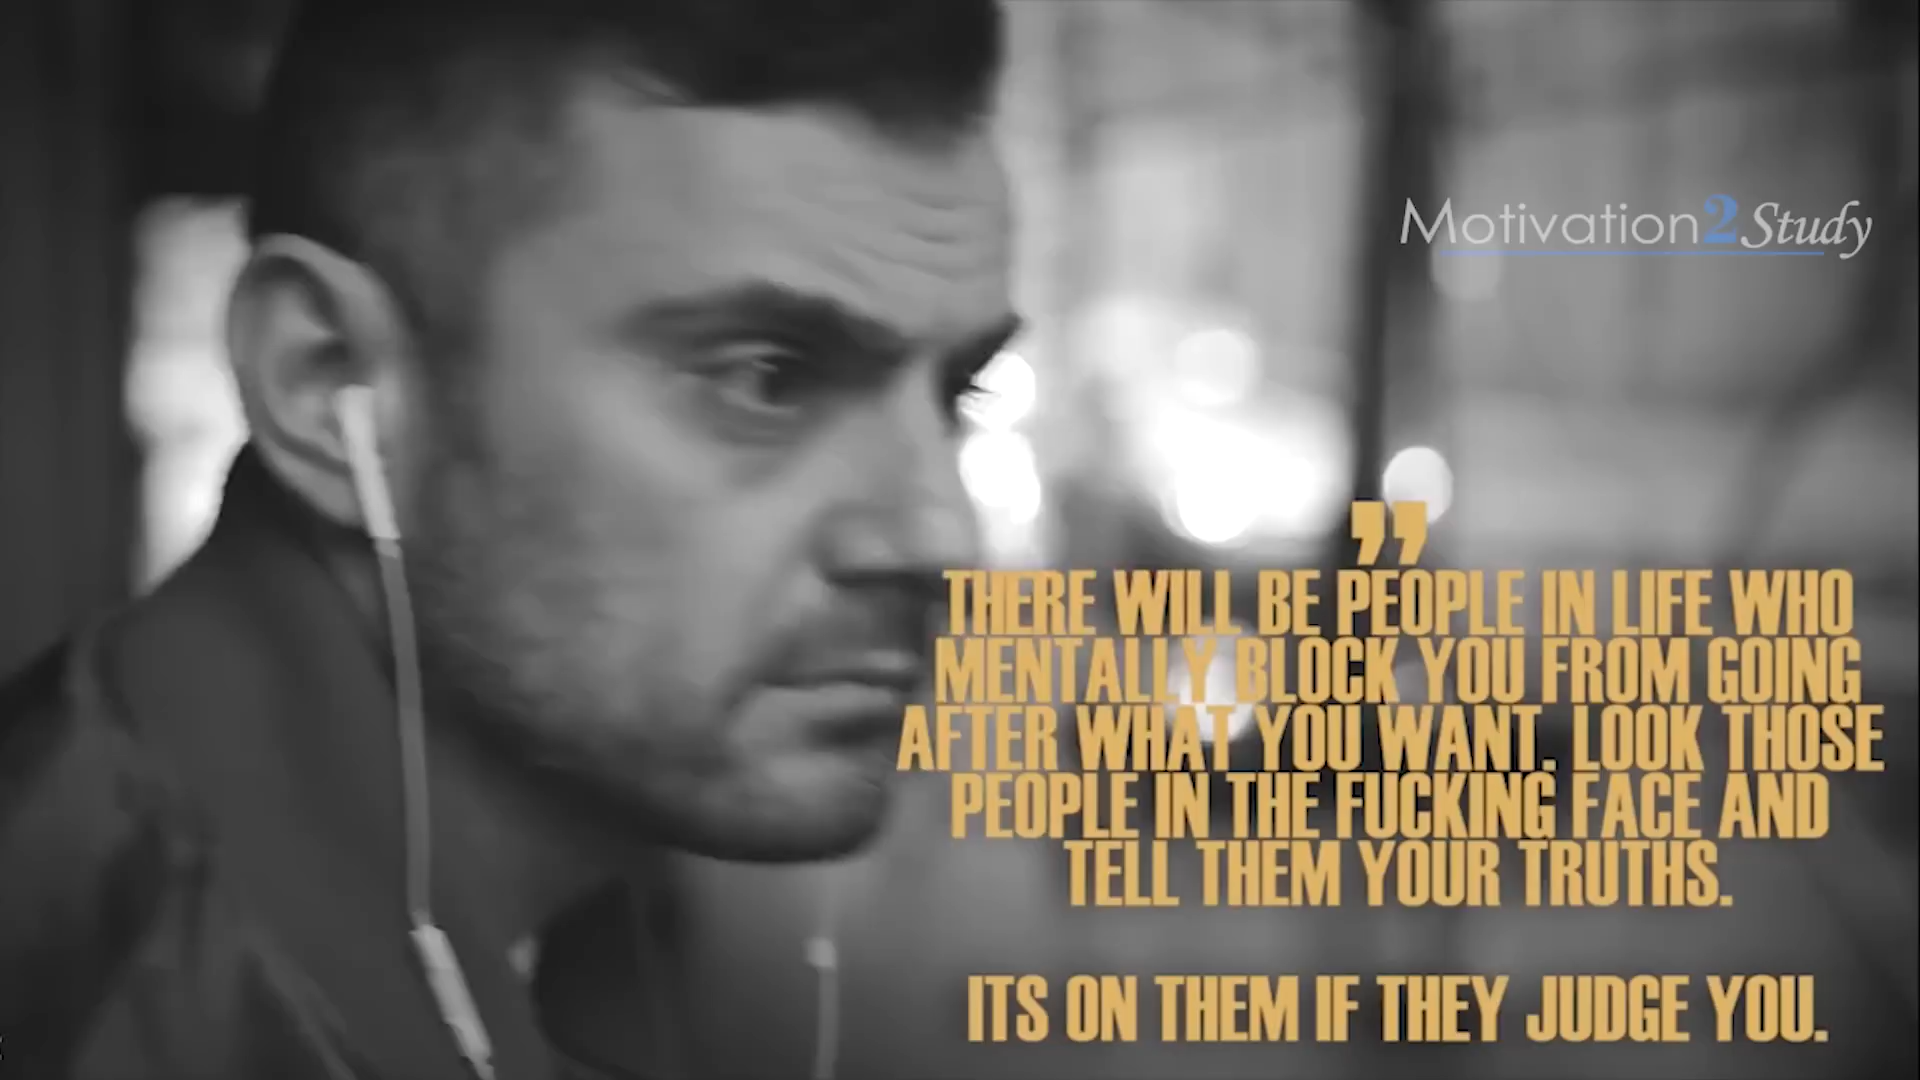 Motivation2Study
”
THERE WILL BE PEOPLE IN LIFE WHO
MENTALLY BLOCK YOU FROM GOING
AFTER WHAT YOU WANT. LOOK THOSE
PEOPLE IN THE FUCKING FACE AND
TELL THEM YOUR TRUTHS.
ITS ON THEM IF THEY JUDGE YOU.